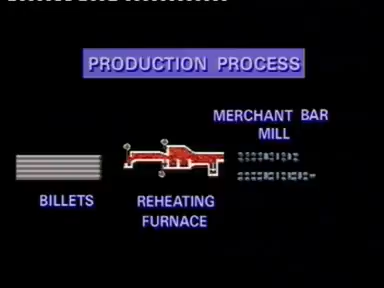 PRODUCTION PROCESS
MERCHANT BAR
MILL
BILLETS
REHEATING
FURNACE